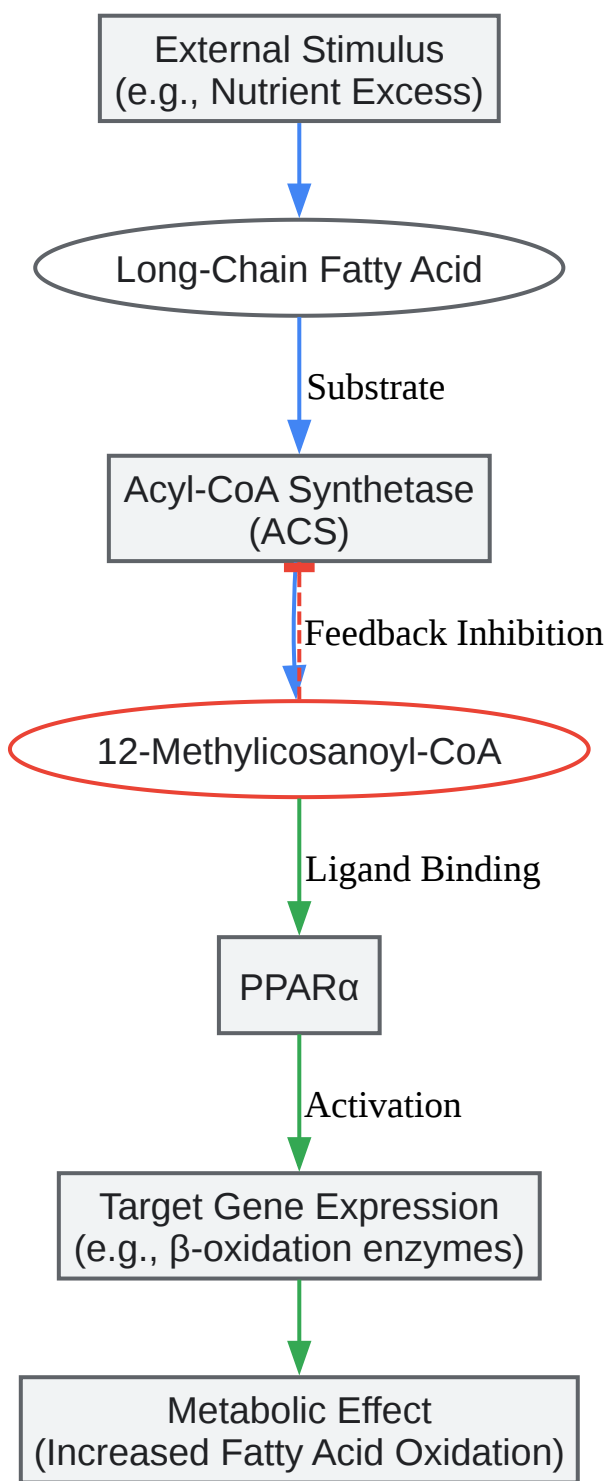 External Stimulus
(e.g., Nutrient Excess)
Long-Chain Fatty Acid
Substrate
Acyl-CoA Synthetase
(ACS)
Feedback Inhibition
12-Methylicosanoyl-CoA
Ligand Binding
PPARα
Activation
Target Gene Expression
(e.g., β-oxidation enzymes)
Metabolic Effect
(Increased Fatty Acid Oxidation)